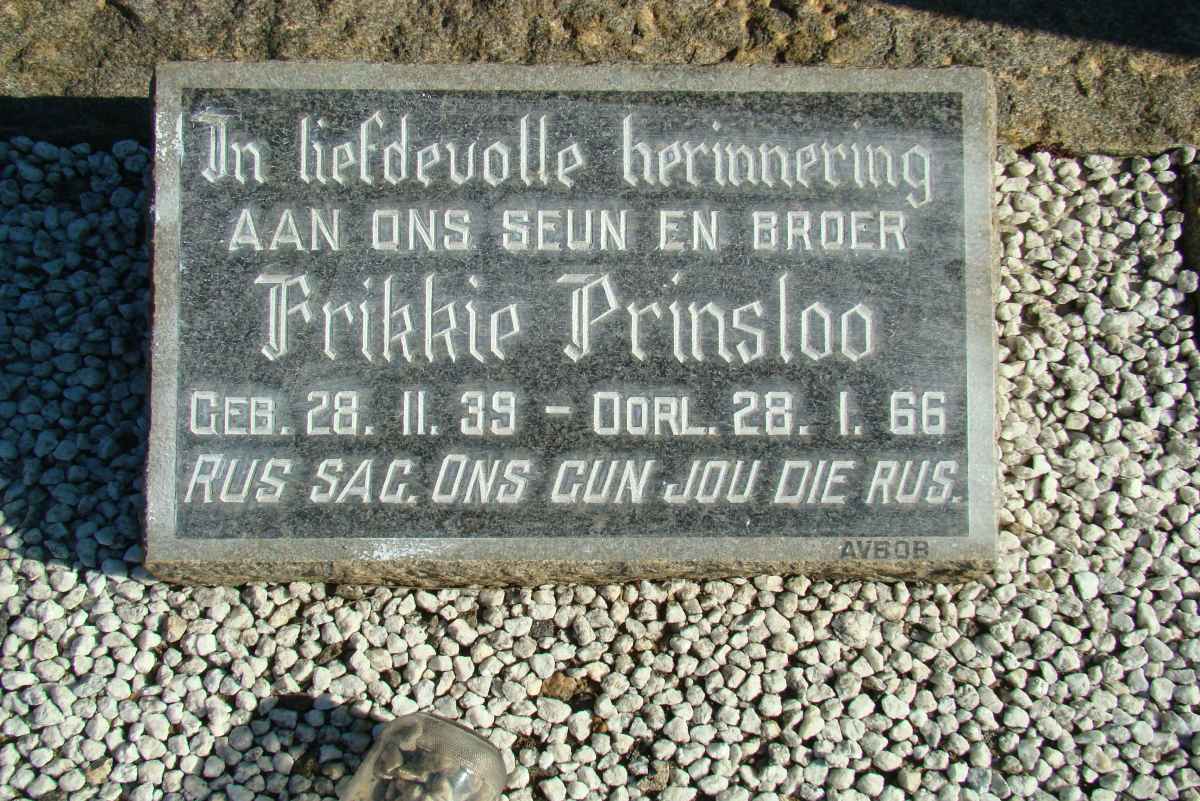 In liefdevolle herinnering
AAN ONS SEUN EN BROER
Frikkie Prinsloo
GEB. 28. 11. 39 - OORL. 28. 1. 66
RUS SAG. ONS GUN JOU DIE RUS.
AVBOB